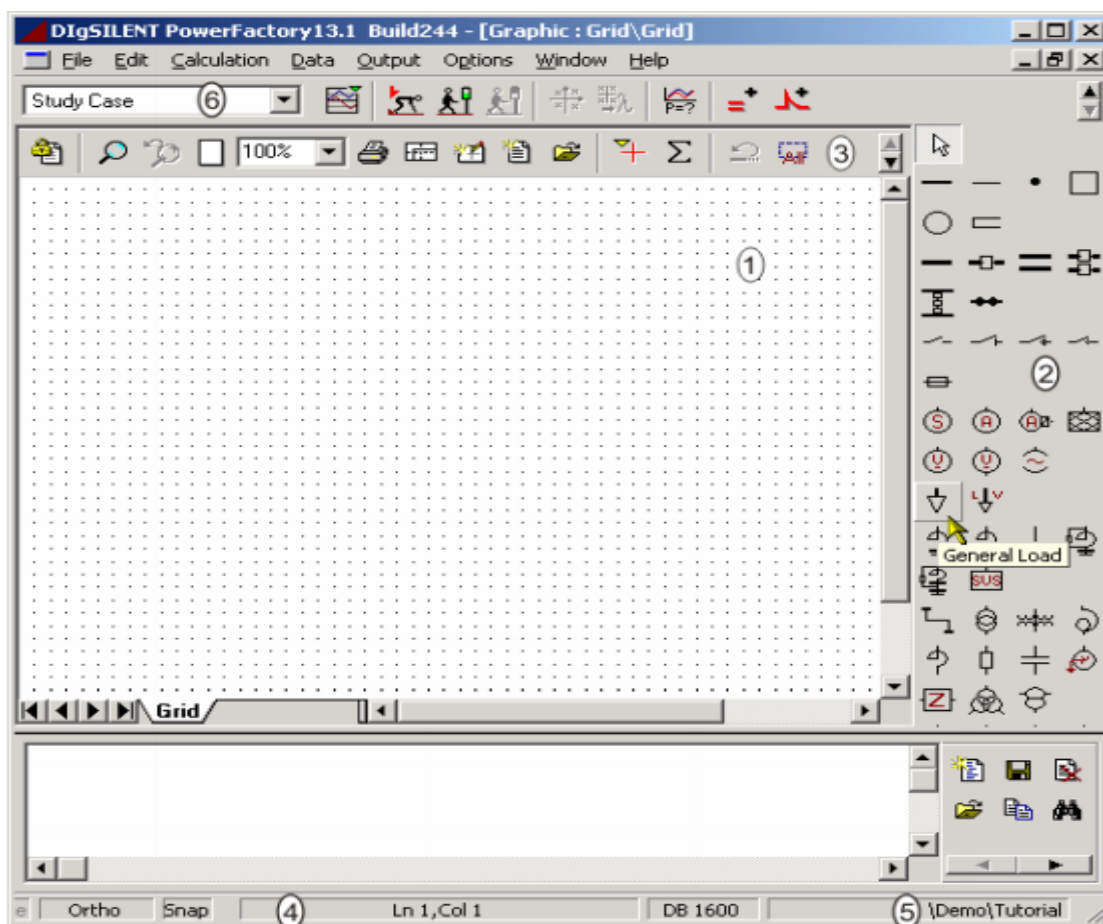 DIgSILENT PowerFactory13.1 Build244 - [Graphic : Grid\Grid]
File Edit Calculation Data Output Options Window Help
Study Case 6 P=?
100% All 3
1
2
S A A
V V
L V
General Load
SUS
Z
Grid
e Ortho Snap 4 Ln 1,Col 1 DB 1600 5 \Demo\Tutorial